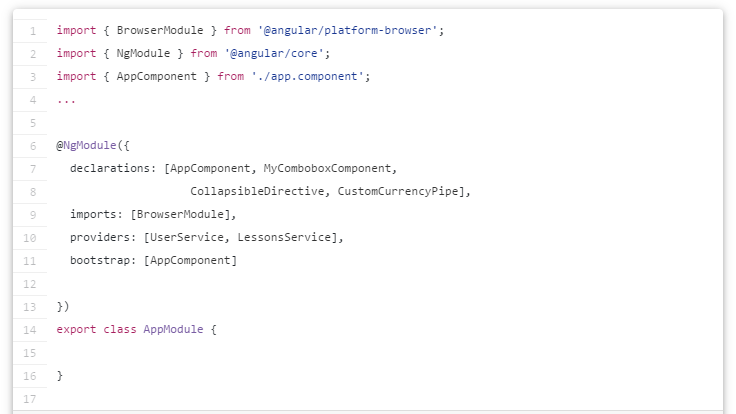 1 import { BrowserModule } from '@angular/platform-browser';
2 import { NgModule } from '@angular/core';
3 import { AppComponent } from './app.component';
4 ...
5
6 @NgModule({
7   declarations: [AppComponent, MyComboboxComponent,
8                     CollapsibleDirective, CustomCurrencyPipe],
9   imports: [BrowserModule],
10   providers: [UserService, LessonsService],
11   bootstrap: [AppComponent]
12
13 })
14 export class AppModule {
15
16 }
17